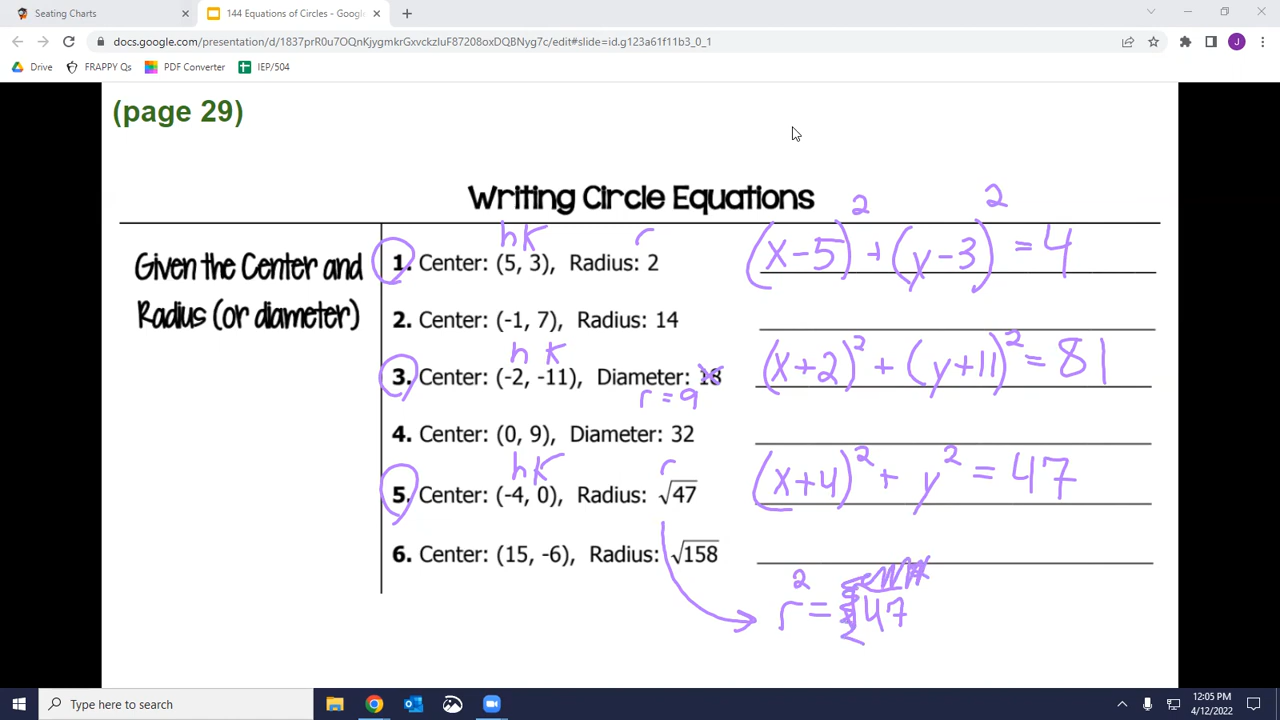 Seating Charts
144 Equations of Circles - Google
docs.google.com/presentation/d/1837prR0u7OQnKjygmkrGxvckzluF87208oxDQBNyg7c/edit#slide=id.g123a61f11b3_0_1
J
Drive
FRAPPY Qs
PDF Converter
IEP/504
(page 29)
Writing Circle Equations
Given the Center and
Radius (or diameter)
h k r
1. Center: (5, 3), Radius: 2 (x-5)² + (y-3)² = 4
2. Center: (-1, 7), Radius: 14
h k
3. Center: (-2, -11), Diameter: 18 (x+2)² + (y+11)² = 81
r = 9
4. Center: (0, 9), Diameter: 32
h k r
5. Center: (-4, 0), Radius: √47 (x+4)² + y² = 47
6. Center: (15, -6), Radius: √158
r² = 47
Type here to search
12:05 PM
4/12/2022